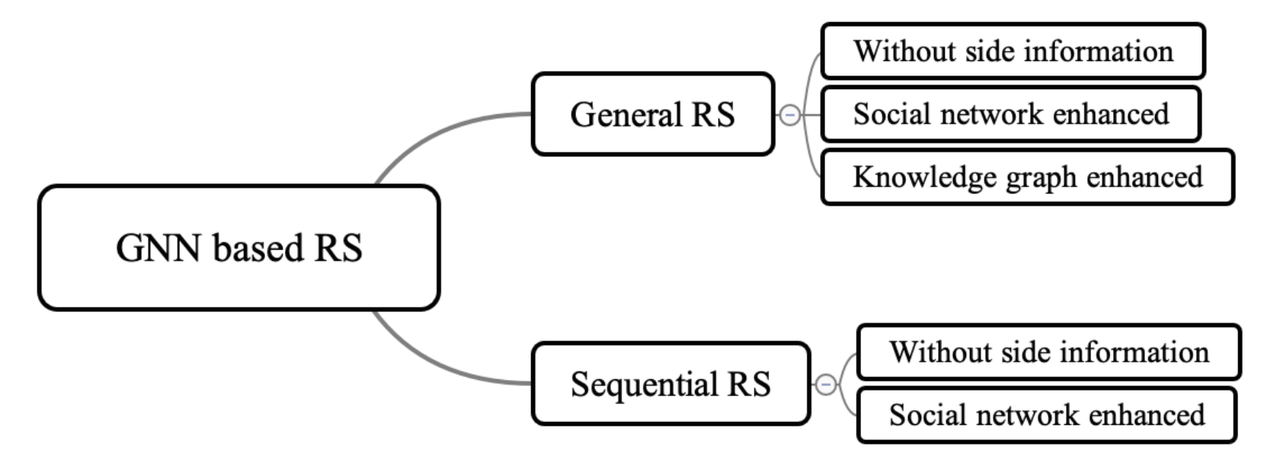 GNN based RS
General RS
Without side information
Social network enhanced
Knowledge graph enhanced
Sequential RS
Without side information
Social network enhanced